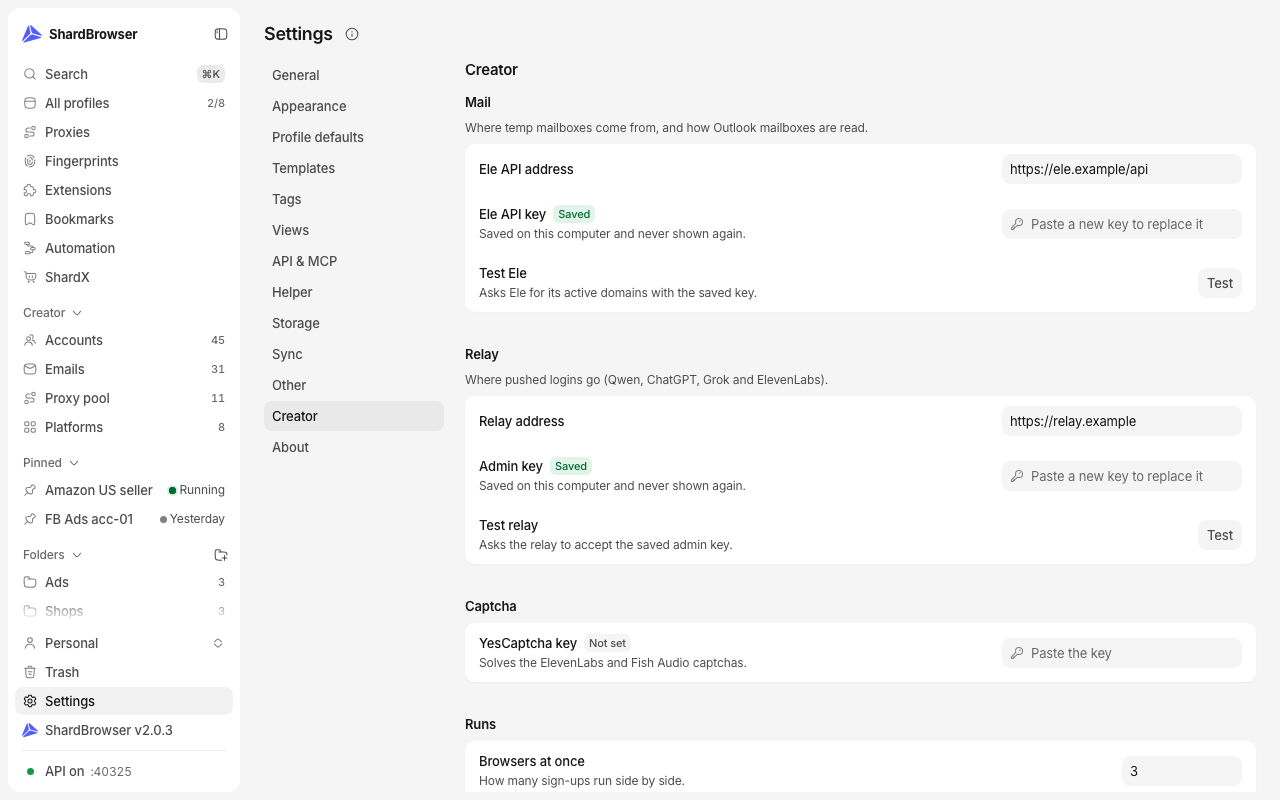 ShardBrowser
Search ⌘K
All profiles 2/8
Proxies
Fingerprints
Extensions
Bookmarks
Automation
ShardX
Creator
Accounts 45
Emails 31
Proxy pool 11
Platforms 8
Pinned
Amazon US seller Running
FB Ads acc-01 Yesterday
Folders
Ads 3
Shops 3
Personal
Trash
Settings
ShardBrowser v2.0.3
API on :40325
Settings
General
Appearance
Profile defaults
Templates
Tags
Views
API & MCP
Helper
Storage
Sync
Other
Creator
About
Creator
Mail
Where temp mailboxes come from, and how Outlook mailboxes are read.
Ele API address https://ele.example/api
Ele API key Saved
Saved on this computer and never shown again.
Paste a new key to replace it
Test Ele
Asks Ele for its active domains with the saved key.
Test
Relay
Where pushed logins go (Qwen, ChatGPT, Grok and ElevenLabs).
Relay address https://relay.example
Admin key Saved
Saved on this computer and never shown again.
Paste a new key to replace it
Test relay
Asks the relay to accept the saved admin key.
Test
Captcha
YesCaptcha key Not set
Solves the ElevenLabs and Fish Audio captchas.
Paste the key
Runs
Browsers at once
How many sign-ups run side by side.
3